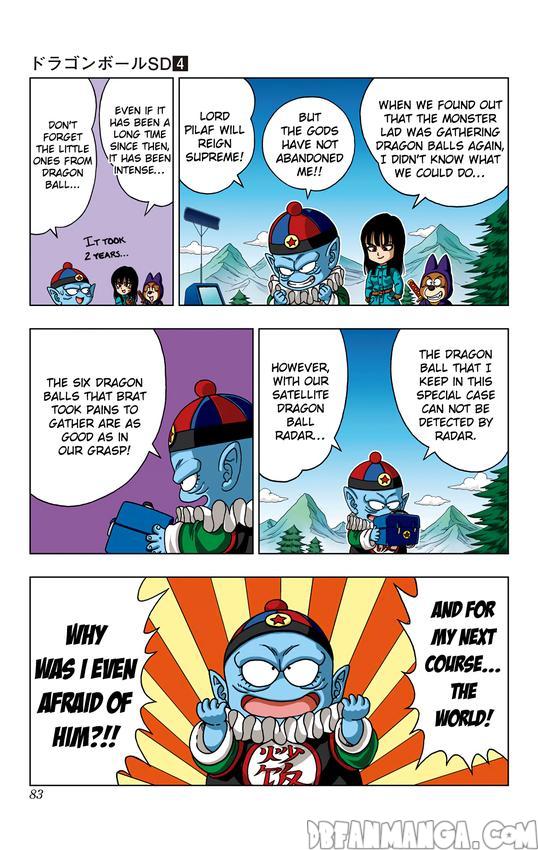 ドラゴンボールSD4
WHEN WE FOUND OUT
THAT THE MONSTER
LAD WAS GATHERING
DRAGON BALLS AGAIN,
I DIDN'T KNOW WHAT
WE COULD DO...
BUT
THE GODS
HAVE NOT
ABANDONED
ME!!
LORD
PILAF WILL
REIGN
SUPREME!
EVEN IF IT
HAS BEEN A
LONG TIME
SINCE THEN,
IT HAS BEEN
INTENSE...
DON'T
FORGET
THE LITTLE
ONES FROM
DRAGON
BALL...
IT TOOK
2 YEARS...
THE DRAGON
BALL THAT I
KEEP IN THIS
SPECIAL CASE
CAN NOT BE
DETECTED BY
RADAR.
HOWEVER,
WITH OUR
SATELLITE
DRAGON
BALL
RADAR...
THE SIX DRAGON
BALLS THAT BRAT
TOOK PAINS TO
GATHER ARE AS
GOOD AS IN
OUR GRASP!
AND FOR
MY NEXT
COURSE...
THE
WORLD!
WHY
WAS I EVEN
AFRAID OF
HIM?!!
炒飯
83
DBFANMANGA.COM